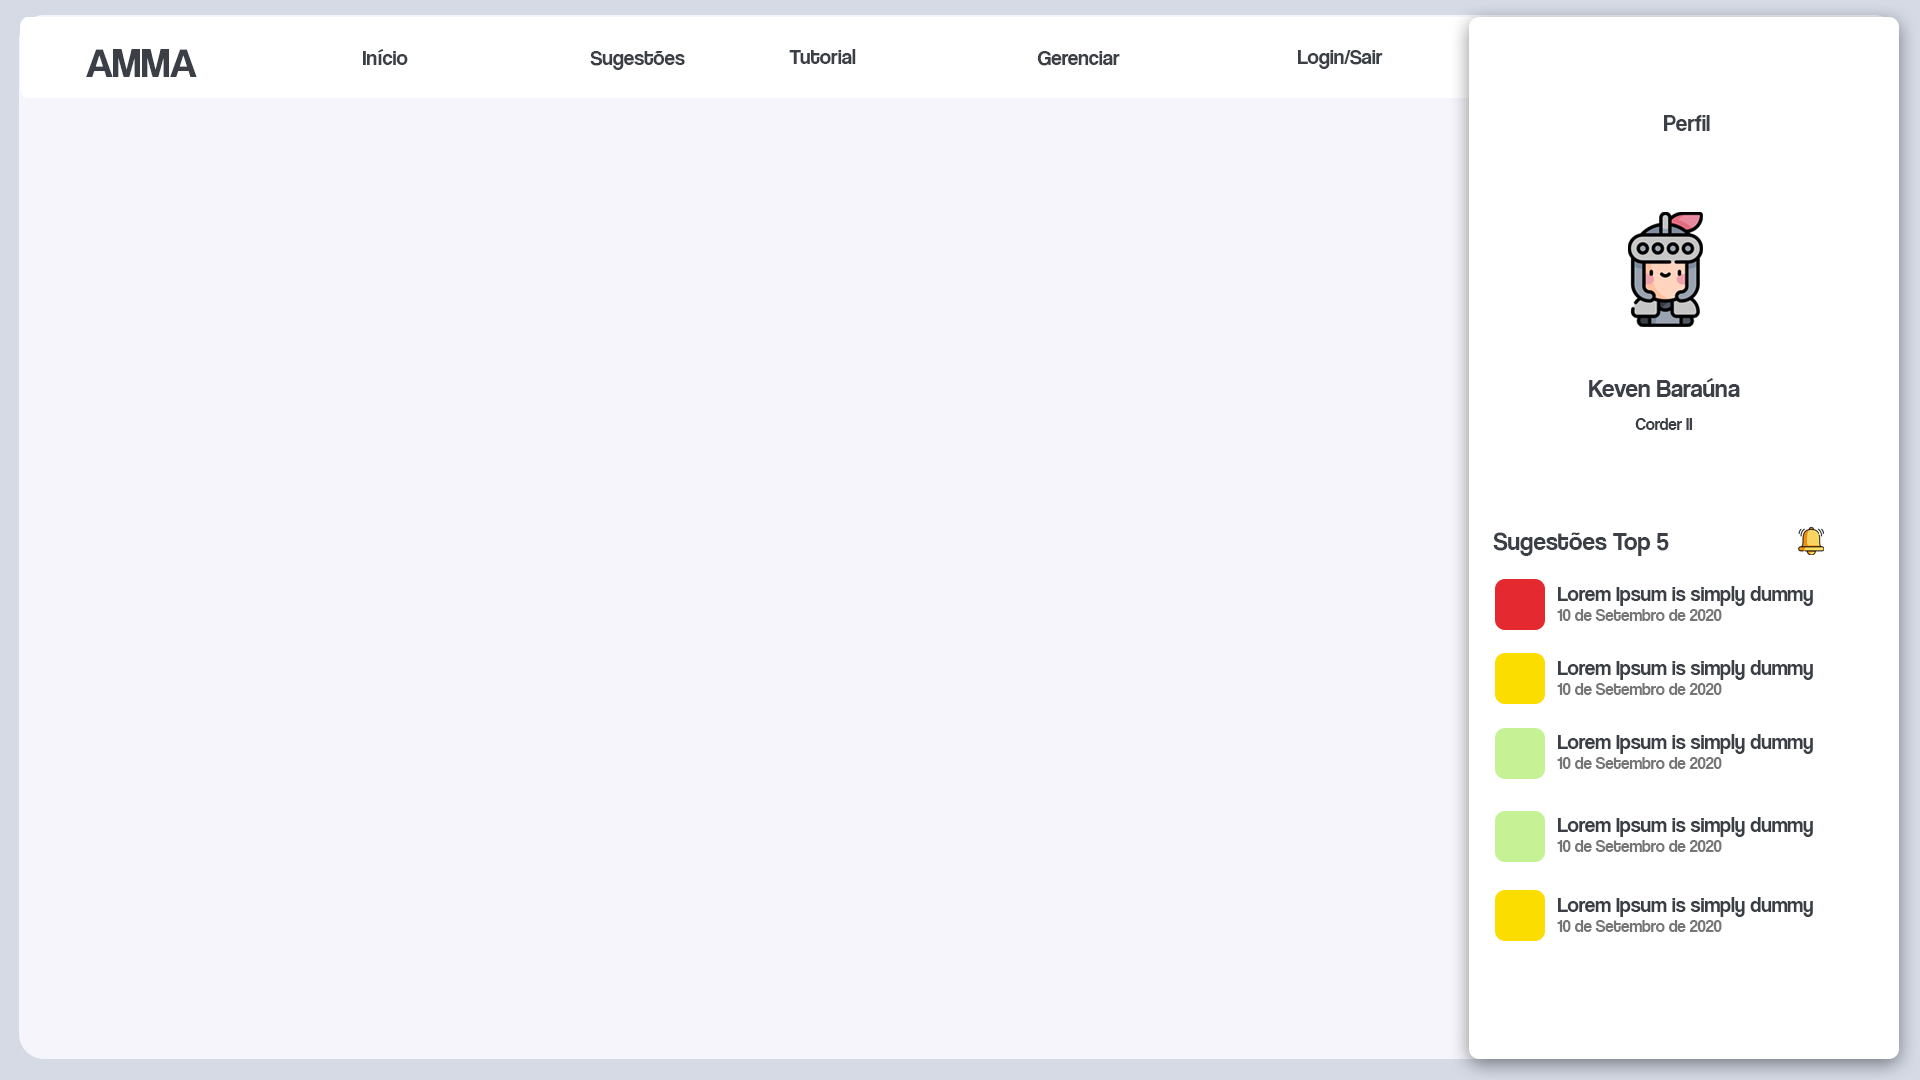 AMMA
Início
Sugestões
Tutorial
Gerenciar
Login/Sair
Perfil
Keven Baraúna
Corder II
Sugestões Top 5
Lorem Ipsum is simply dummy
10 de Setembro de 2020
Lorem Ipsum is simply dummy
10 de Setembro de 2020
Lorem Ipsum is simply dummy
10 de Setembro de 2020
Lorem Ipsum is simply dummy
10 de Setembro de 2020
Lorem Ipsum is simply dummy
10 de Setembro de 2020